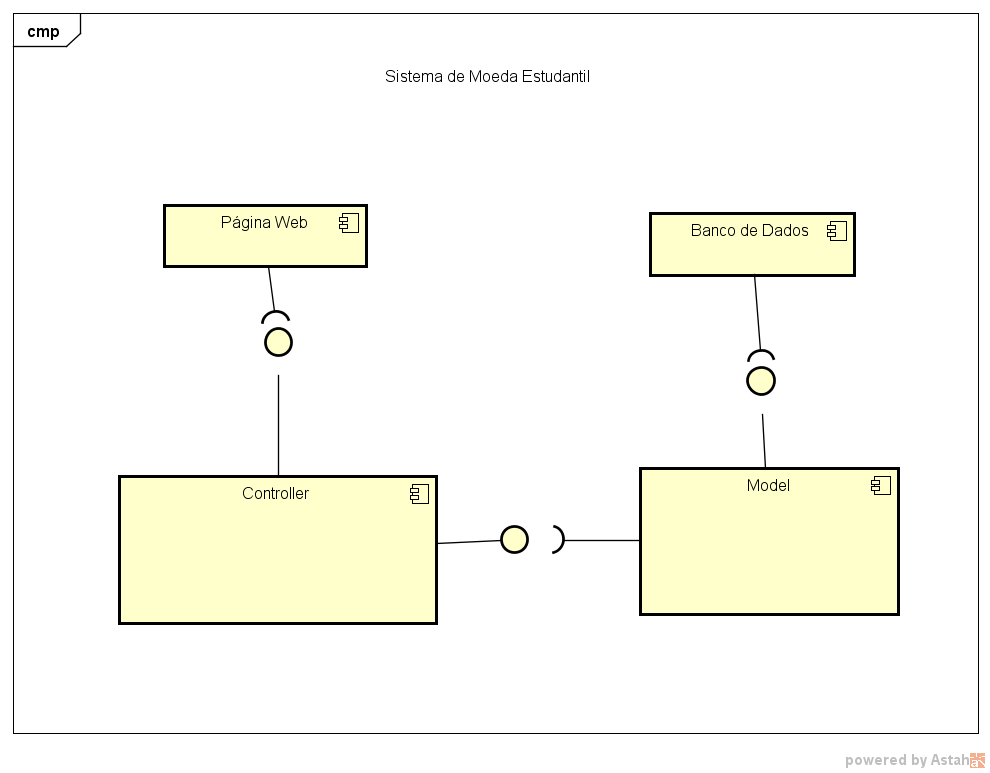 cmp
Sistema de Moeda Estudantil
Página Web
Banco de Dados
Controller
Model
powered by Astah